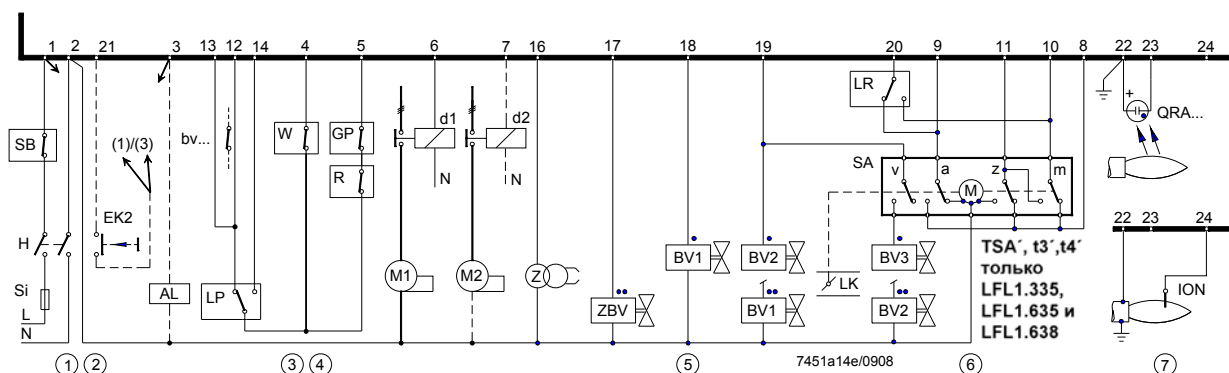 1 2 21 3 13 12 14 4 5 6 7 16 17 18 19 20 9 11 10 8 22 23 24
LR
+
QRA...
d1 d2
SB (1)/(3) bv... W GP
R
N N
SA v a z m
M
EK2
H
22 23 24
BV1 BV2 BV3
TSA´, t3´,t4´
только
LFL1.335,
LFL1.635 и
LFL1.638
M1 M2 Z
Si AL LP
LK
ION
L
ZBV BV1 BV2
N
7451a14e/0908
1 2 3 4 5 6 7